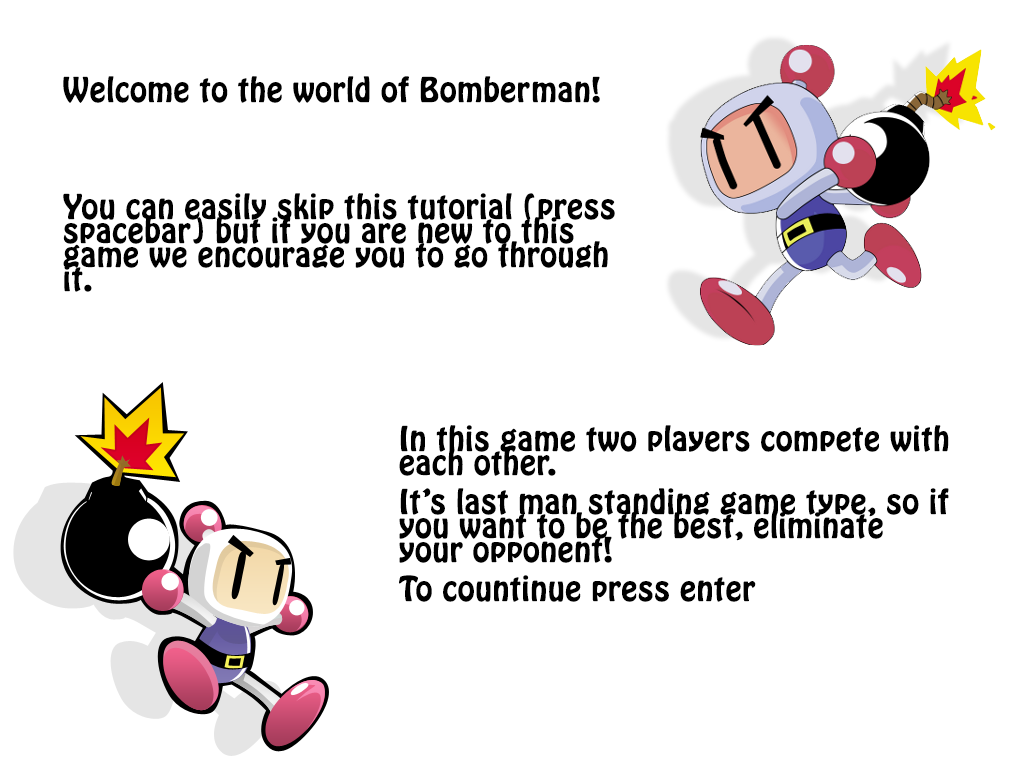 Welcome to the world of Bomberman!
You can easily skip this tutorial (press
spacebar) but if you are new to this
game we encourage you to go through
it.
In this game two players compete with
each other.
It's last man standing game type, so if
you want to be the best, eliminate
your opponent!
To countinue press enter